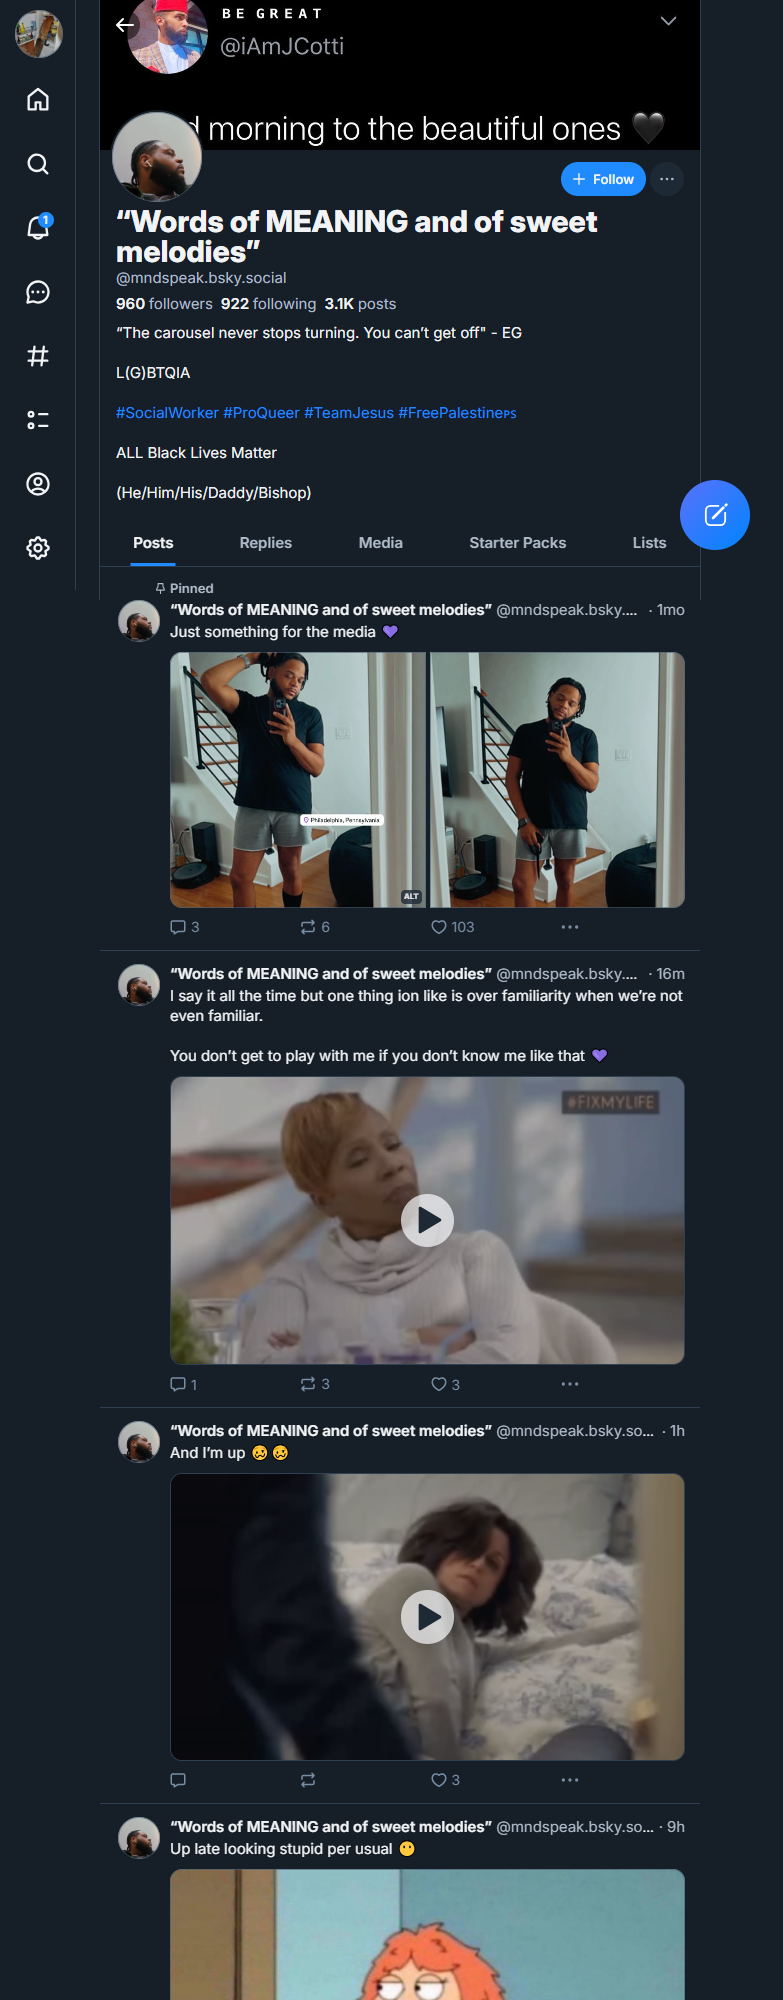 BE GREAT
@iAmJCotti
d morning to the beautiful ones 🖤
+ Follow
“Words of MEANING and of sweet
melodies”
@mndspeak.bsky.social
960 followers 922 following 3.1K posts
“The carousel never stops turning. You can’t get off" - EG
L(G)BTQIA
#SocialWorker #ProQueer #TeamJesus #FreePalestine🇵🇸
ALL Black Lives Matter
(He/Him/His/Daddy/Bishop)
Posts Replies Media Starter Packs Lists
1
Pinned
“Words of MEANING and of sweet melodies” @mndspeak.bsky.... · 1mo
Just something for the media 💜
Philadelphia, Pennsylvania
ALT
3 6 103
“Words of MEANING and of sweet melodies” @mndspeak.bsky.... · 16m
I say it all the time but one thing ion like is over familiarity when we’re not
even familiar.
You don’t get to play with me if you don’t know me like that 💜
#FIXMYLIFE
1 3 3
“Words of MEANING and of sweet melodies” @mndspeak.bsky.so... · 1h
And I’m up 🥴🥴
3
“Words of MEANING and of sweet melodies” @mndspeak.bsky.so... · 9h
Up late looking stupid per usual 😶